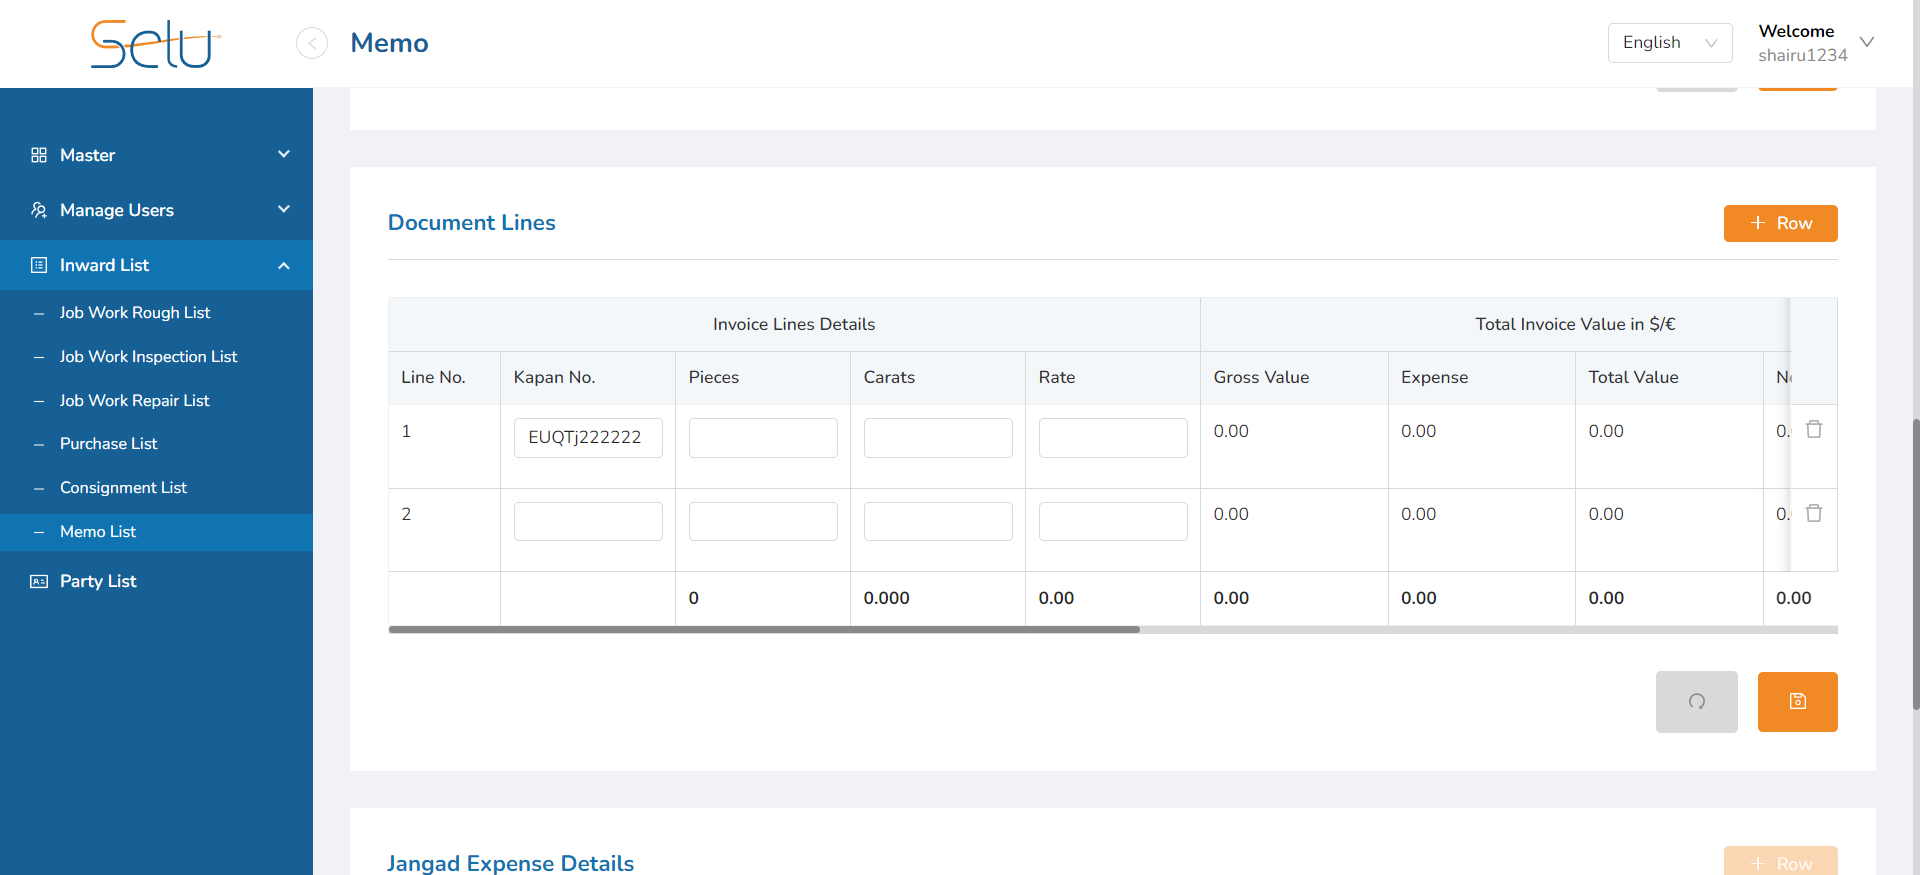 Setu
Memo
English
Welcome
shairu1234
Master
Manage Users
Inward List
Job Work Rough List
Job Work Inspection List
Job Work Repair List
Purchase List
Consignment List
Memo List
Party List
Document Lines
+ Row
Invoice Lines Details
Total Invoice Value in $/€
Line No. Kapan No. Pieces Carats Rate Gross Value Expense Total Value
1 EUQTj222222 0.00 0.00 0.00 0.
2 0.00 0.00 0.00 0.
0 0.000 0.00 0.00 0.00 0.00 0.00
Jangad Expense Details
+ Row